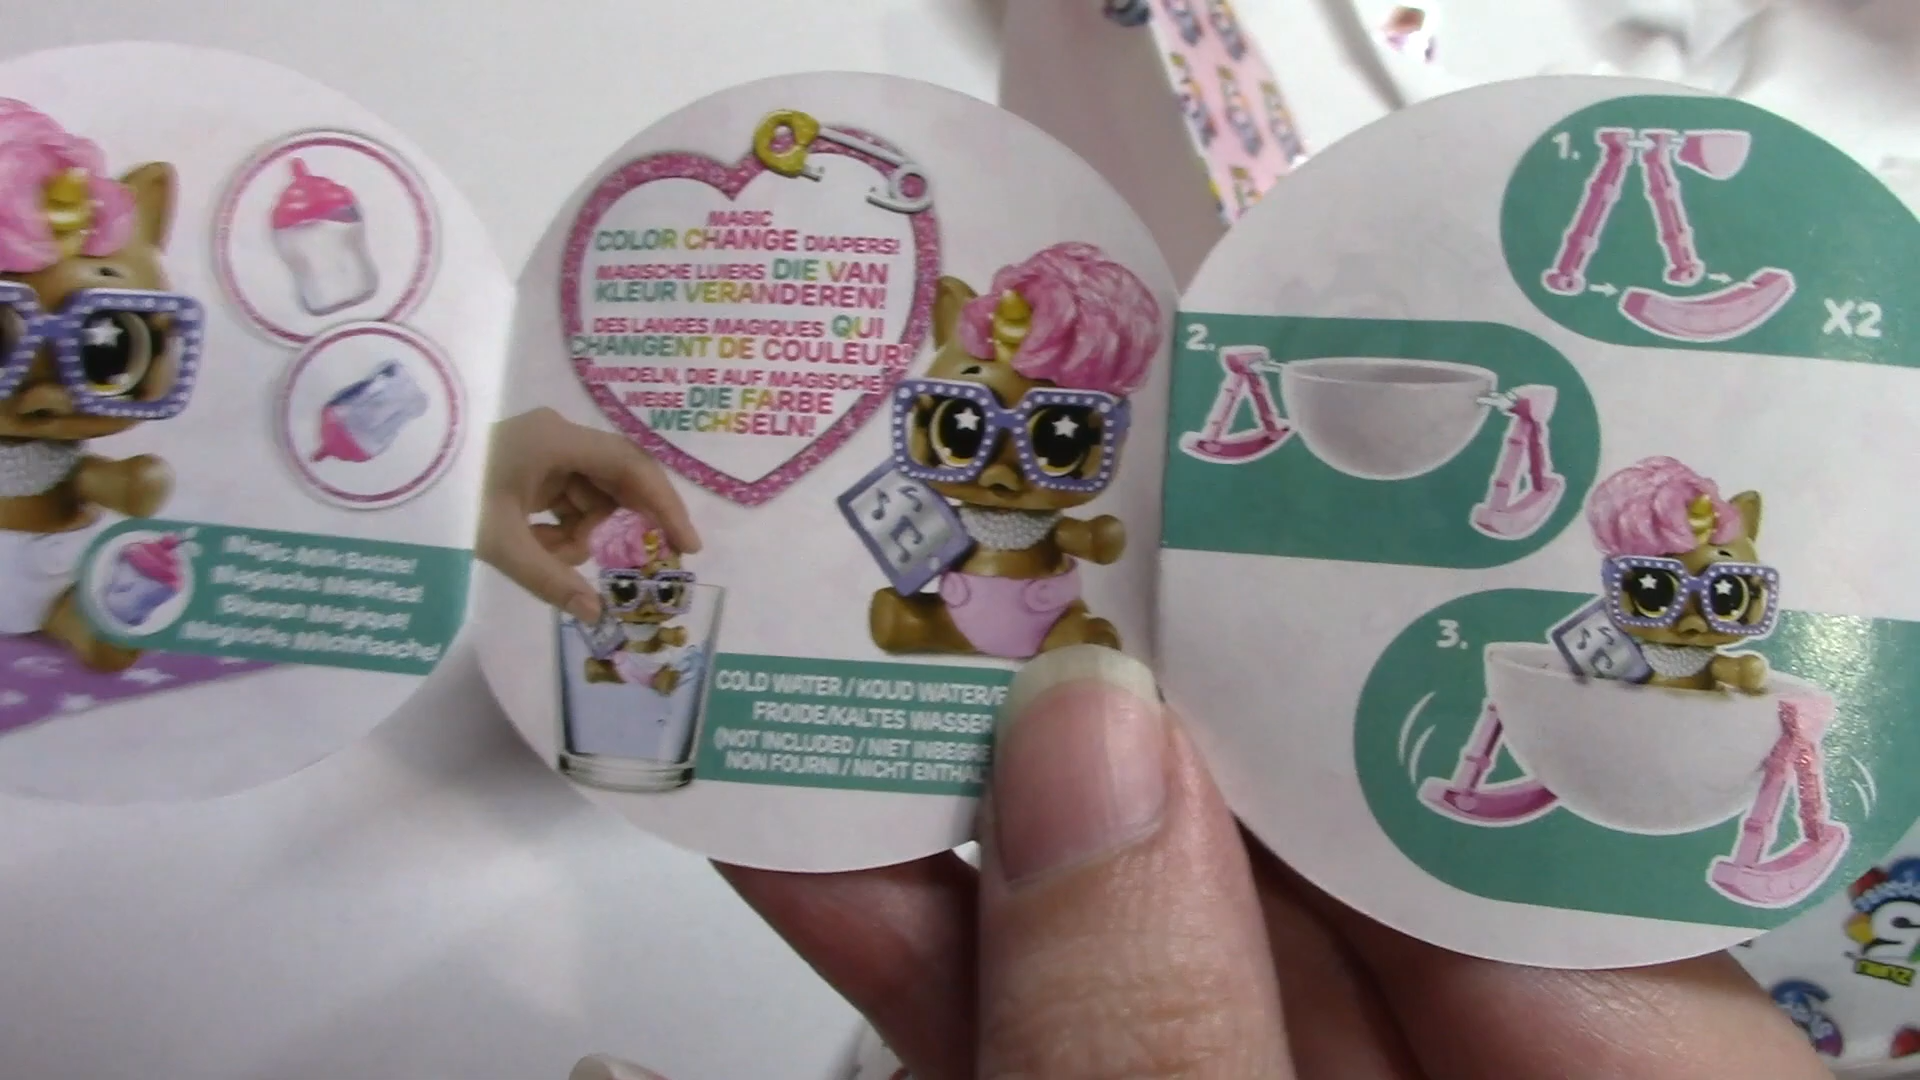 Magic Milk Bottle!
Magische Melkfles!
Biberon Magique!
Magische Milchflasche!
MAGIC
COLOR CHANGE DIAPERS!
MAGISCHE LUIERS DIE VAN
KLEUR VERANDEREN!
DES LANGES MAGIQUES QUI
CHANGENT DE COULEUR!
WINDELN, DIE AUF MAGISCHE
WEISE DIE FARBE
WECHSELN!
COLD WATER / KOUD WATER/
FROIDE/KALTES WASSER
(NOT INCLUDED / NIET
NON FOURNI / NICHT
1.
X2
2.
3.